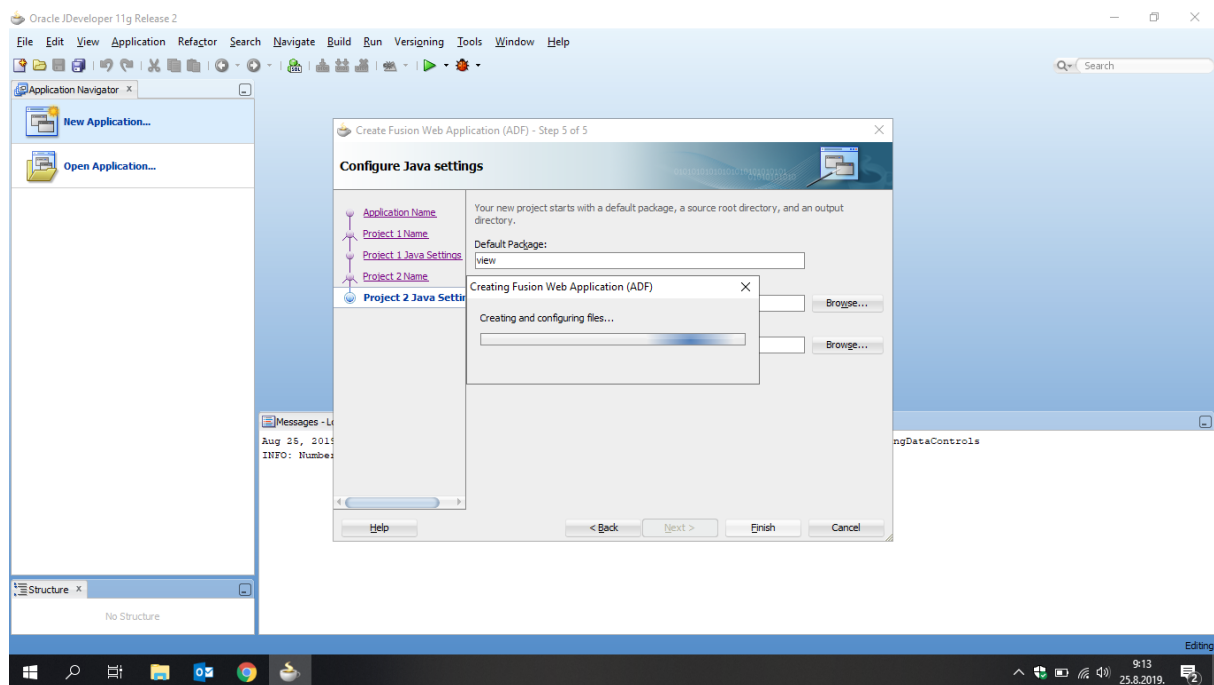 Oracle JDeveloper 11g Release 2
File Edit View Application Refactor Search Navigate Build Run Versioning Tools Window Help
Search
Application Navigator x
New Application...
Open Application...
Create Fusion Web Application (ADF) - Step 5 of 5
Configure Java settings
Application Name
Project 1 Name
Project 1 Java Settings
Project 2 Name
Project 2 Java Settin
Your new project starts with a default package, a source root directory, and an output
directory.
Default Package:
view
Creating Fusion Web Application (ADF)
Creating and configuring files...
Browse...
Browse...
Help
< Back Next > Finish Cancel
Messages - Lo
Aug 25, 2019
INFO: Number
ngDataControls
Structure x
No Structure
Editing
9:13
25.8.2019.
2